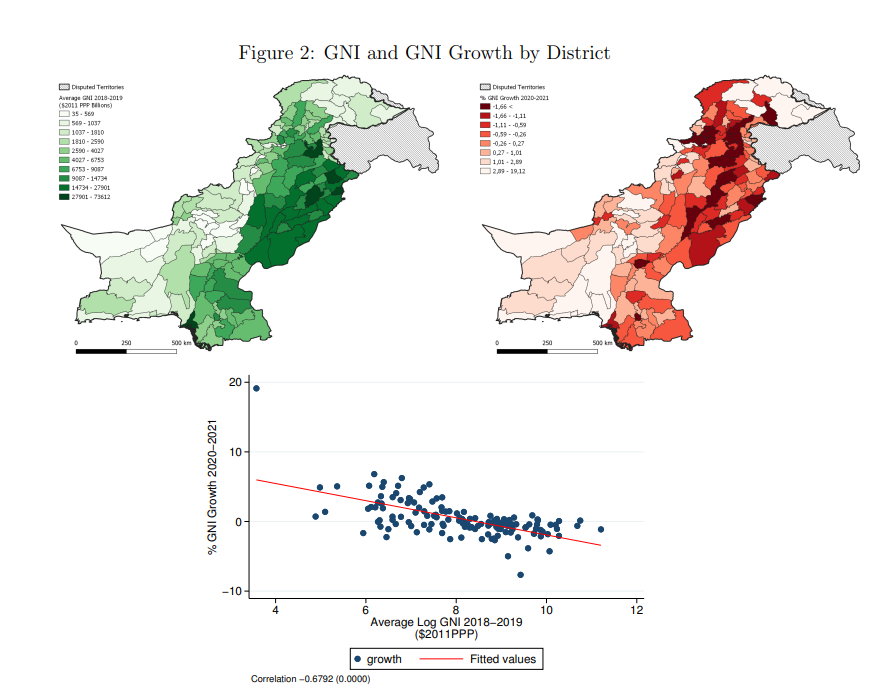 Figure 2: GNI and GNI Growth by District
Disputed Territories
Average GNI 2018-2019
($2011 PPP Billions)
35 - 569
569 - 1037
1037 - 1810
1810 - 2590
2590 - 4027
4027 - 6753
6753 - 9087
9087 - 14734
14734 - 27901
27901 - 73612
0 250 500 km
Disputed Territories
% GNI Growth 2020-2021
-1,66 <
-1,66 - -1,11
-1,11 - -0,59
-0,59 - -0,26
-0,26 - 0,27
0,27 - 1,01
1,01 - 2,89
2,89 - 19,12
0 250 500 km
% GNI Growth 2020−2021
20
10
0
−10
4 6 8 10 12
Average Log GNI 2018−2019
($2011PPP)
growth Fitted values
Correlation −0.6792 (0.0000)